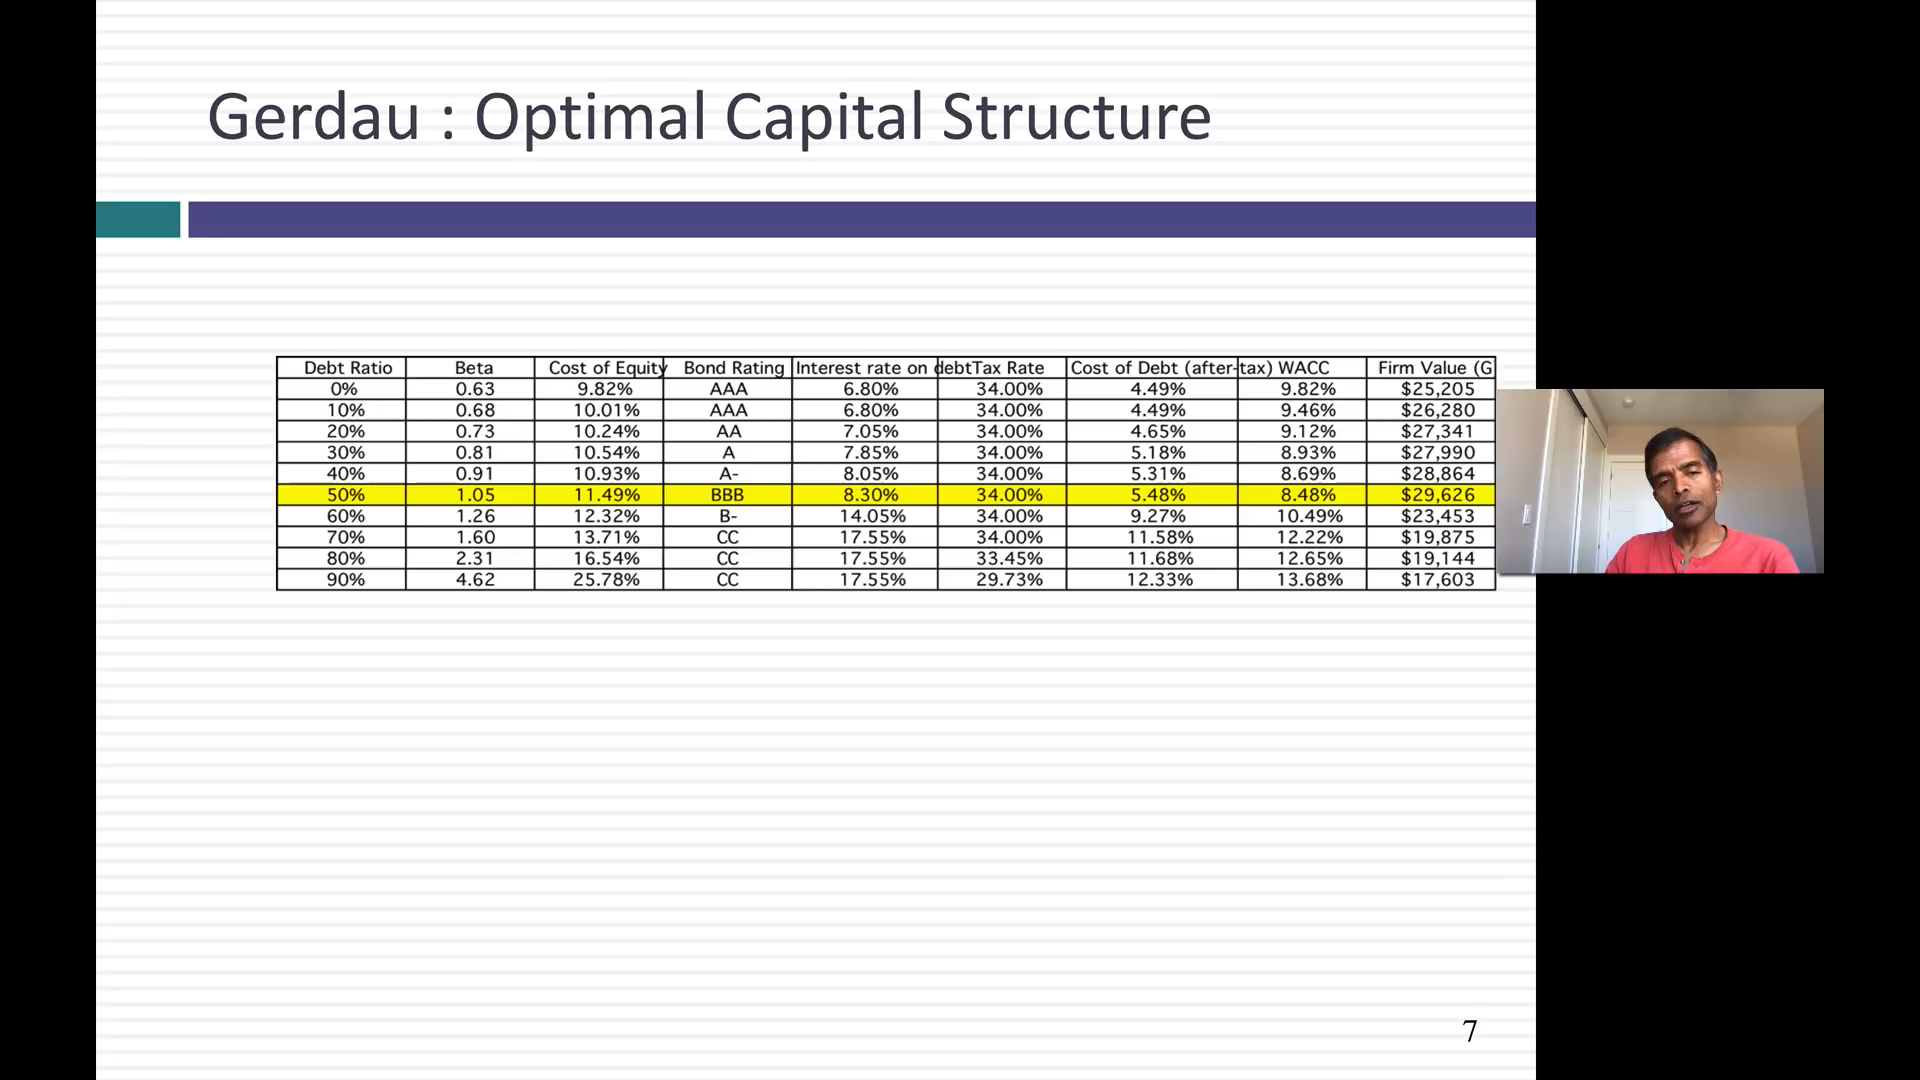 Gerdau : Optimal Capital Structure
Debt Ratio Beta Cost of Equity Bond Rating Interest rate on debt Tax Rate Cost of Debt (after-tax) WACC Firm Value (G
0% 0.63 9.82% AAA 6.80% 34.00% 4.49% 9.82% $25,205
10% 0.68 10.01% AAA 6.80% 34.00% 4.49% 9.46% $26,280
20% 0.73 10.24% AA 7.05% 34.00% 4.65% 9.12% $27,341
30% 0.81 10.54% A 7.85% 34.00% 5.18% 8.93% $27,990
40% 0.91 10.93% A- 8.05% 34.00% 5.31% 8.69% $28,864
50% 1.05 11.49% BBB 8.30% 34.00% 5.48% 8.48% $29,626
60% 1.26 12.32% B- 14.05% 34.00% 9.27% 10.49% $23,453
70% 1.60 13.71% CC 17.55% 34.00% 11.58% 12.22% $19,875
80% 2.31 16.54% CC 17.55% 33.45% 11.68% 12.65% $19,144
90% 4.62 25.78% CC 17.55% 29.73% 12.33% 13.68% $17,603
7